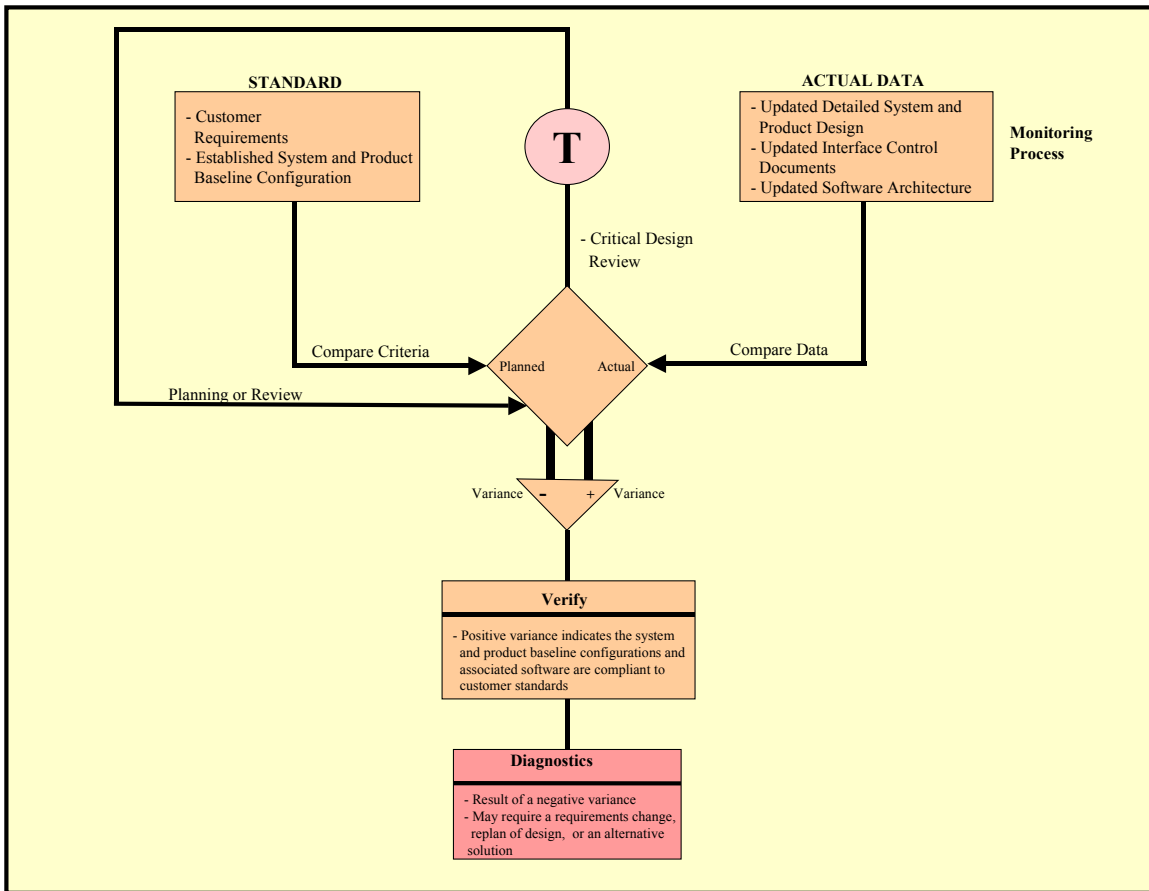 STANDARD
- Customer
Requirements
- Established System and Product
Baseline Configuration
T
ACTUAL DATA
- Updated Detailed System and
Product Design
- Updated Interface Control
Documents
- Updated Software Architecture
Monitoring
Process
- Critical Design
Review
Compare Criteria
Planned
Actual
Compare Data
Planning or Review
Variance
-
+
Variance
Verify
- Positive variance indicates the system
and product baseline configurations and
associated software are compliant to
customer standards
Diagnostics
- Result of a negative variance
- May require a requirements change,
replan of design, or an alternative
solution